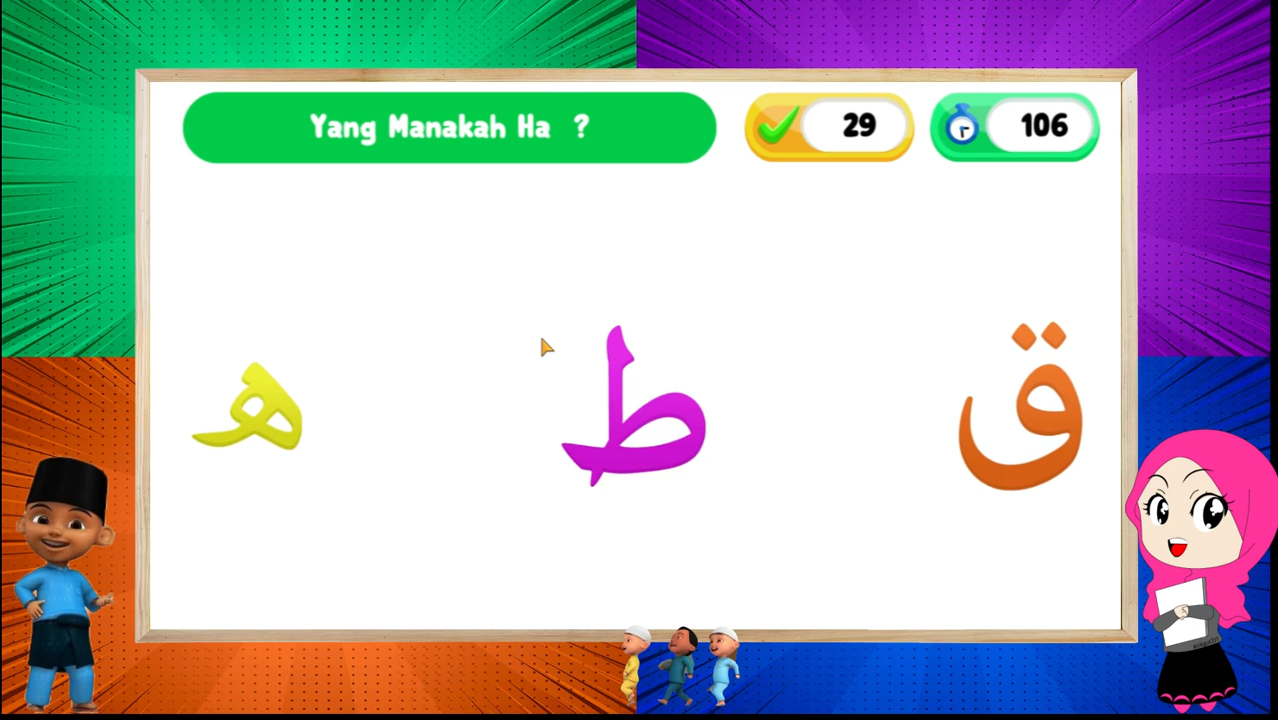 Yang Manakah Ha ?
29
106
ه
ط
ق